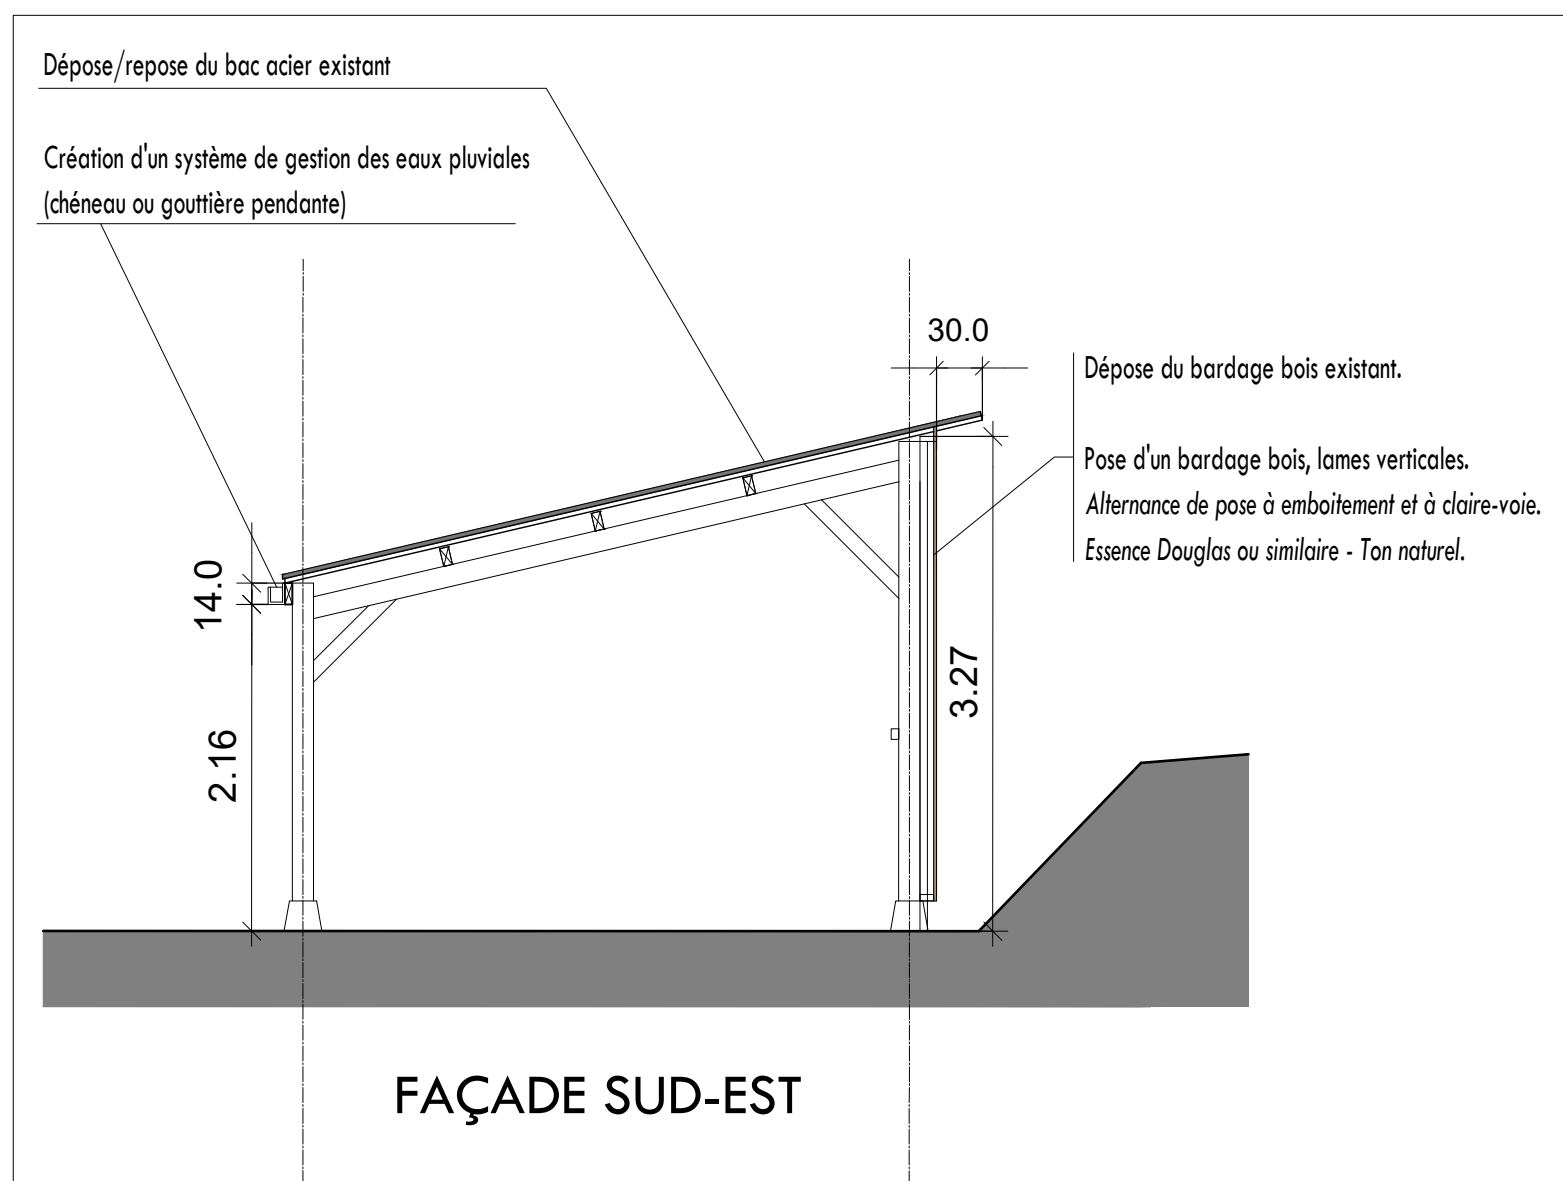 Dépose/repose du bac acier existant
Création d'un système de gestion des eaux pluviales
(chéneau ou gouttière pendante)
30.0
Dépose du bardage bois existant.
Pose d'un bardage bois, lames verticales.
Alternance de pose à emboitement et à claire-voie.
Essence Douglas ou similaire - Ton naturel.
14.0
2.16
3.27
FAÇADE SUD-EST